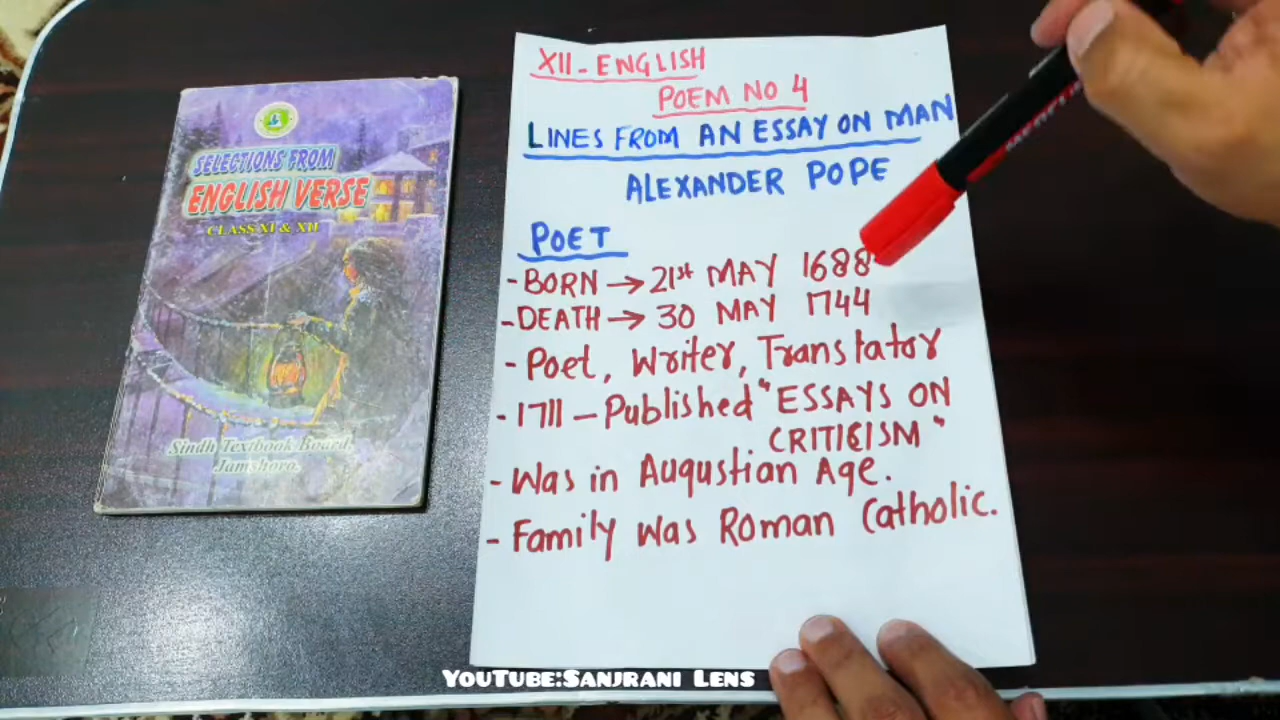 SELECTIONS FROM
ENGLISH VERSE
CLASS XI & XII
Sindh Textbook Board,
Jamshoro.
XII - ENGLISH
POEM NO 4
LINES FROM AN ESSAY ON MAN
ALEXANDER POPE
POET
- BORN → 21st MAY 1688
- DEATH → 30 MAY 1744
- Poet, Writer, Translator
- 1711 – Published "ESSAYS ON
CRITICISM"
- Was in Augustian Age.
- Family was Roman Catholic.
YouTube:Sanjrani Lens